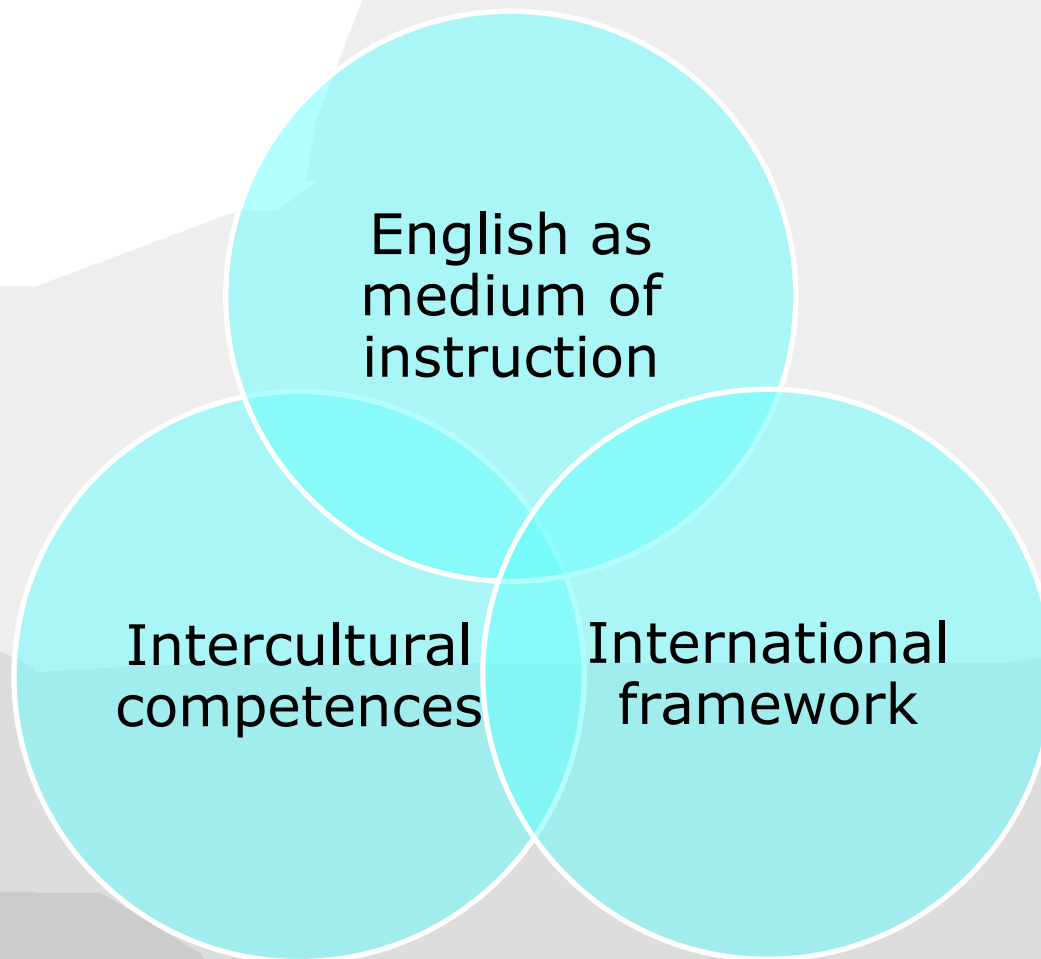 English as
medium of
instruction
Intercultural
competences
International
framework